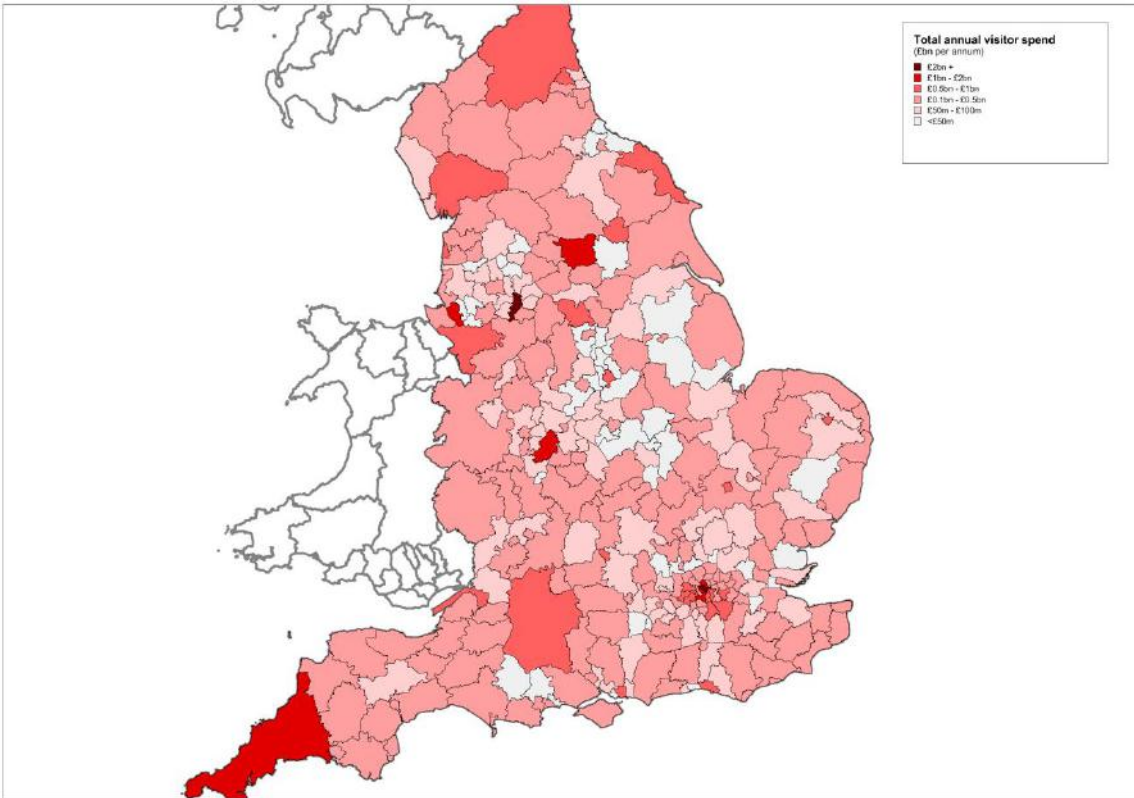 Total annual visitor spend
(£bn per annum)
£2bn +
£1bn - £2bn
£0.5bn - £1bn
£0.1bn - £0.5bn
£50m - £100m
<£50m